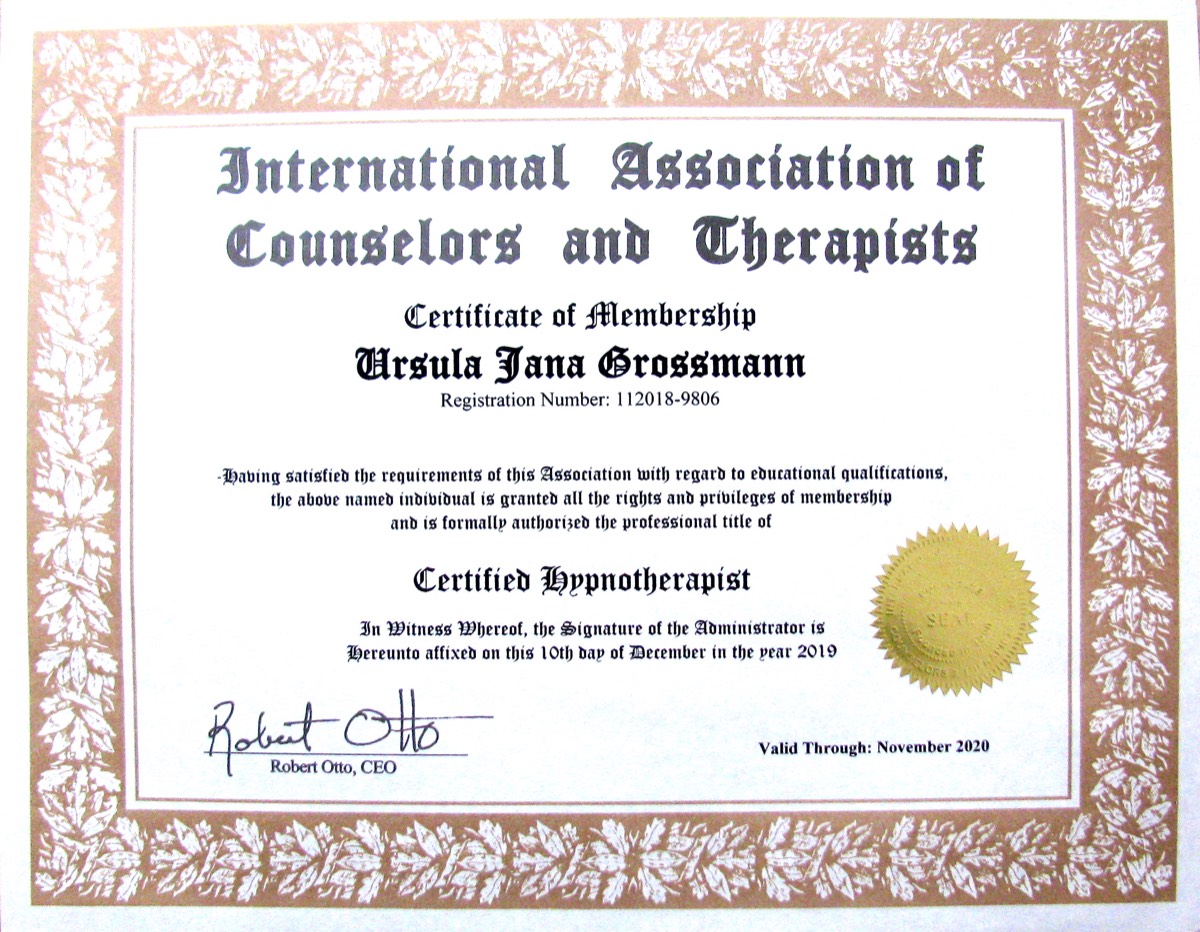 International Association of
Counselors and Therapists
Certificate of Membership
Ursula Jana Grossmann
Registration Number: 112018-9806
-Having satisfied the requirements of this Association with regard to educational qualifications,
the above named individual is granted all the rights and privileges of membership
and is formally authorized the professional title of
Certified Hypnotherapist
In Witness Whereof, the Signature of the Administrator is
Hereunto affixed on this 10th day of December in the year 2019
SEAL
Robert Otto
Robert Otto, CEO
Valid Through: November 2020